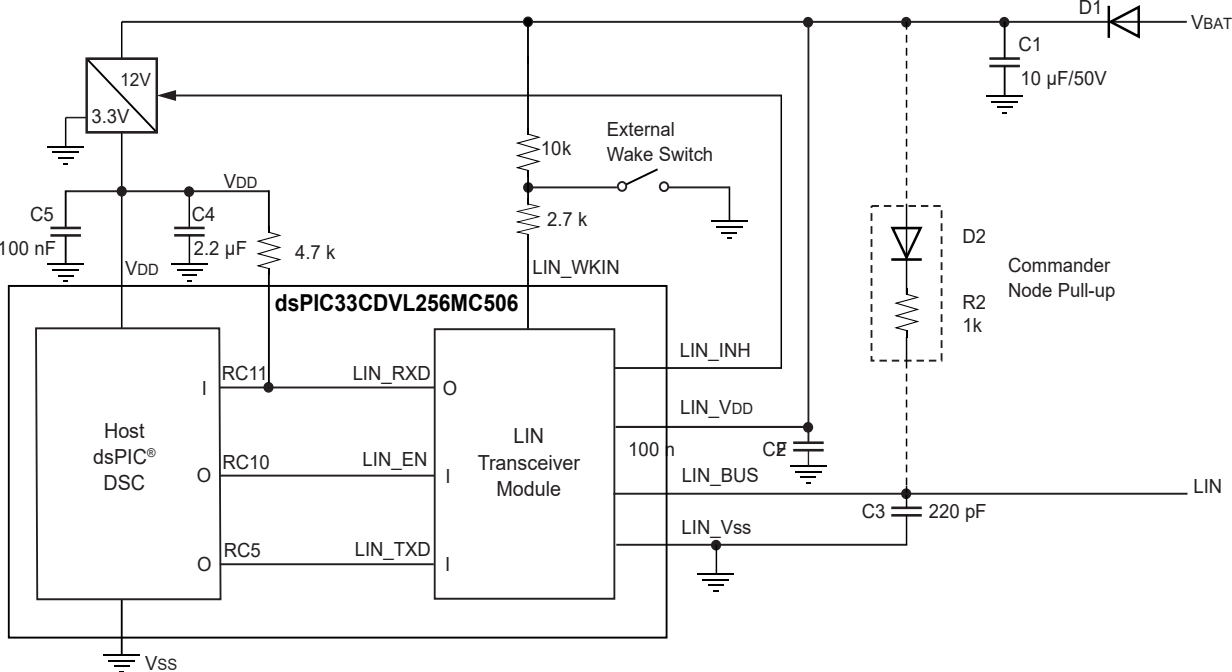 D1
VBAT
C1
10 µF/50V
12V
3.3V
10k
External
Wake Switch
2.7 k
VDD
C5
100 nF
C4
2.2 µF
4.7 k
VDD
LIN_WKIN
D2
R2
1k
Commander
Node Pull-up
dsPIC33CDVL256MC506
Host
dsPIC®
DSC
I
RC11
LIN_RXD
O
O
RC10
LIN_EN
I
O
RC5
LIN_TXD
I
LIN
Transceiver
Module
LIN_INH
LIN_VDD
100 n
LIN_BUS
LIN
C3
220 pF
LIN_VSS
VSS